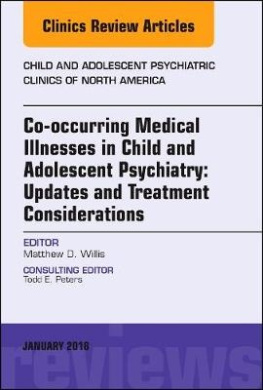 Clinics Review Articles
CHILD AND ADOLESCENT PSYCHIATRIC
CLINICS OF NORTH AMERICA
Co-occurring Medical
Illnesses in Child and
Adolescent Psychiatry:
Updates and Treatment
Considerations
EDITOR
Matthew D. Willis
CONSULTING EDITOR
Todd E. Peters
JANUARY 2018
reviews